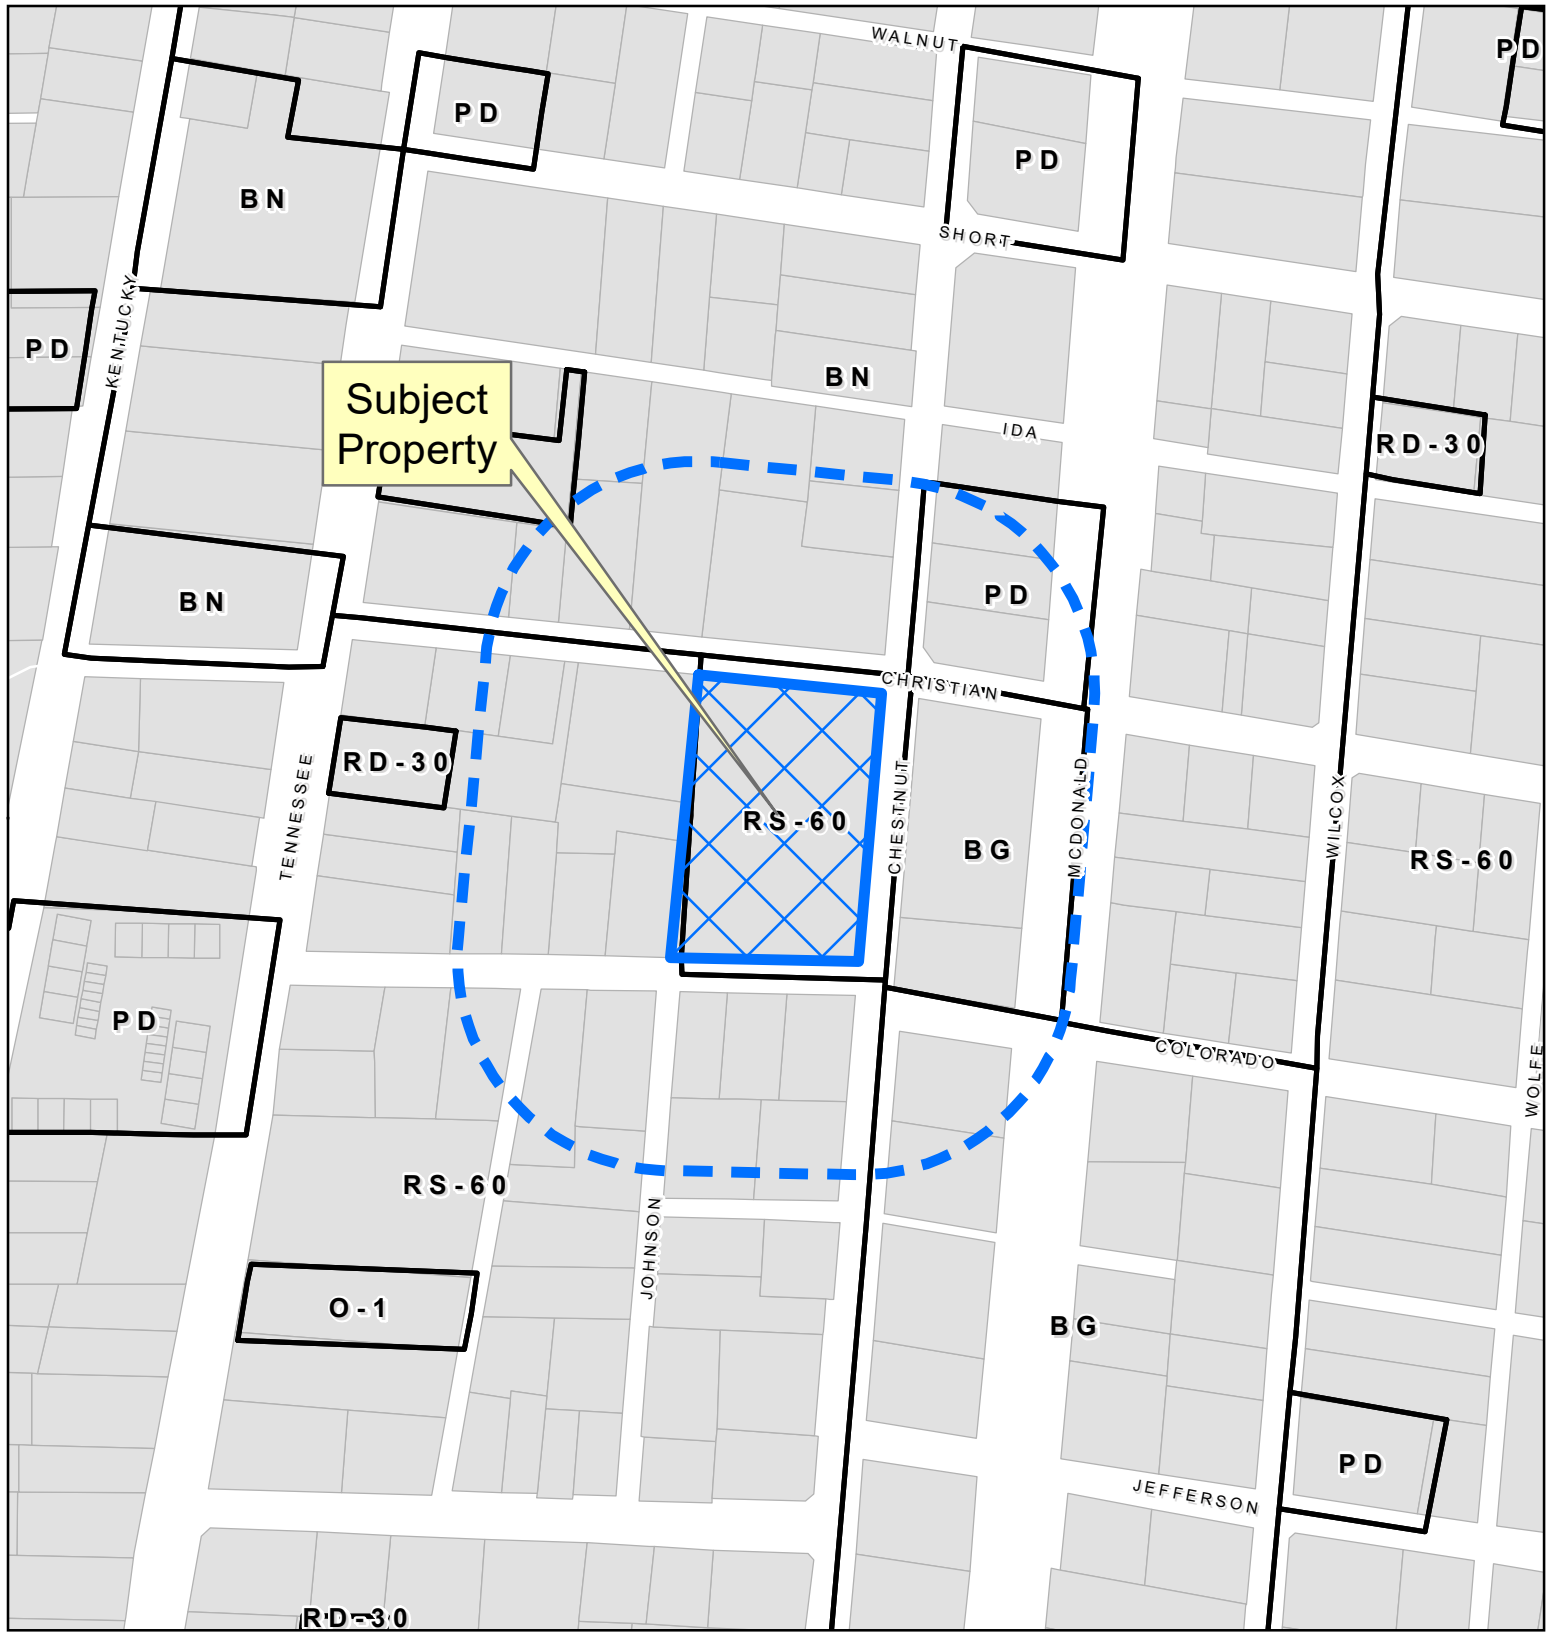 WALNUT
PD
PD
PD
BN
SHORT
KENTUCKY
PD
BN
Subject
Property
IDA
RD-30
PD
BN
CHRISTIAN
RD-30
TENNESSEE
RS-60
CHESTNUT
BG
MCDONALD
WILCOX
RS-60
PD
COLORADO
WOLFE
RS-60
JOHNSON
O-1
BG
PD
JEFFERSON
RD-30